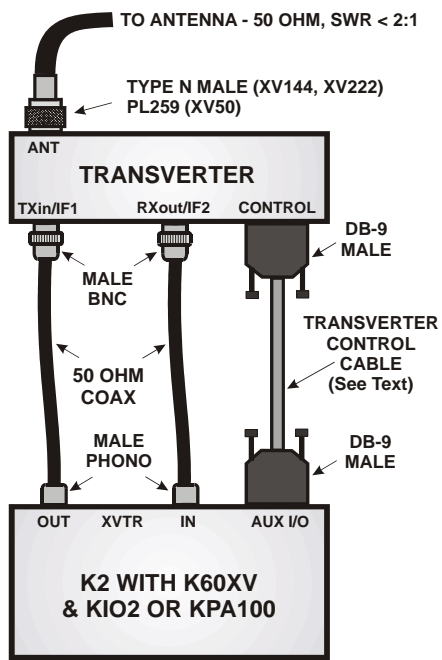 TO ANTENNA - 50 OHM, SWR < 2:1
TYPE N MALE (XV144, XV222)
PL259 (XV50)
ANT
TRANSVERTER
TXin/IF1 RXout/IF2 CONTROL
MALE
BNC
DB-9
MALE
50 OHM
COAX
TRANSVERTER
CONTROL
CABLE
(See Text)
MALE
PHONO
DB-9
MALE
OUT XVTR IN AUX I/O
K2 WITH K60XV
& KIO2 OR KPA100